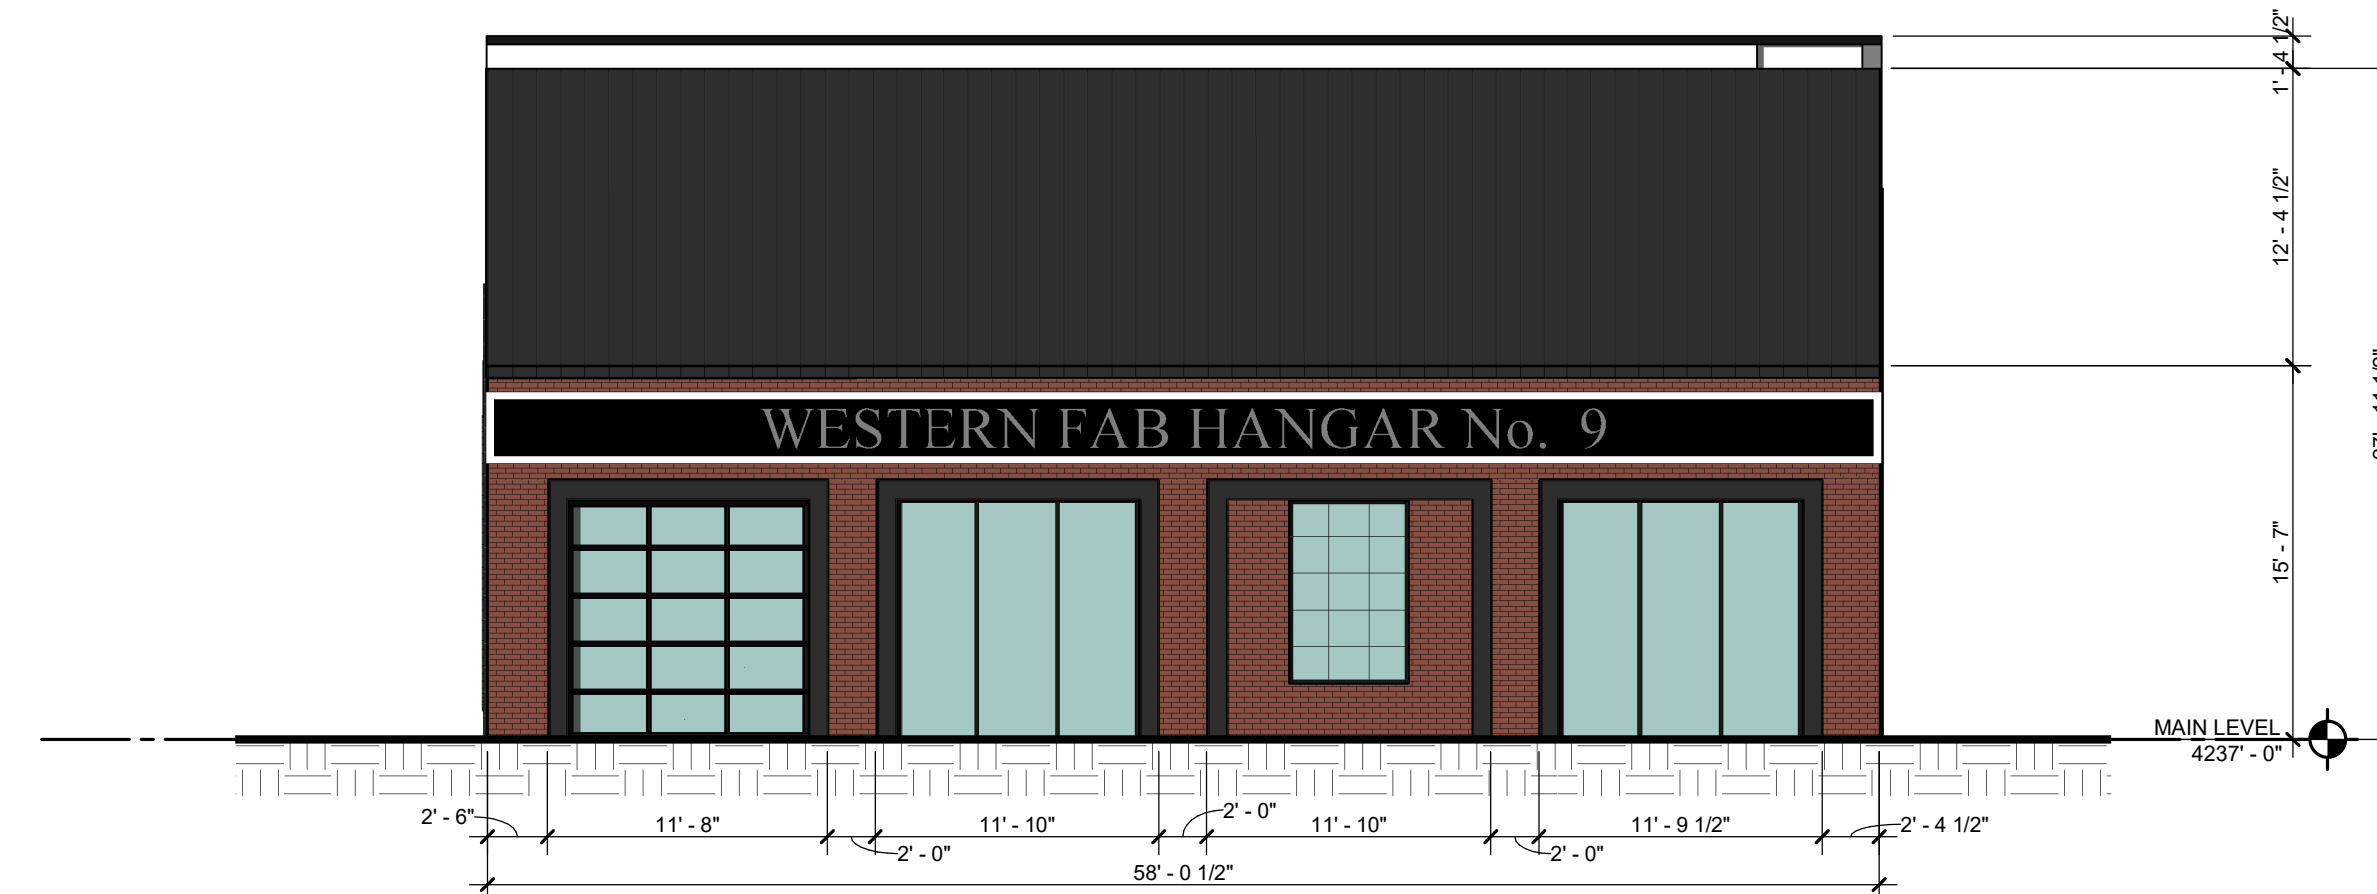 1' - 4 1/2"
12' - 4 1/2"
WESTERN FAB HANGAR No. 9
15' - 7"
MAIN LEVEL
4237' - 0"
2' - 6"
11' - 8"
2' - 0"
11' - 10"
2' - 0"
11' - 10"
2' - 0"
11' - 9 1/2"
2' - 4 1/2"
58' - 0 1/2"